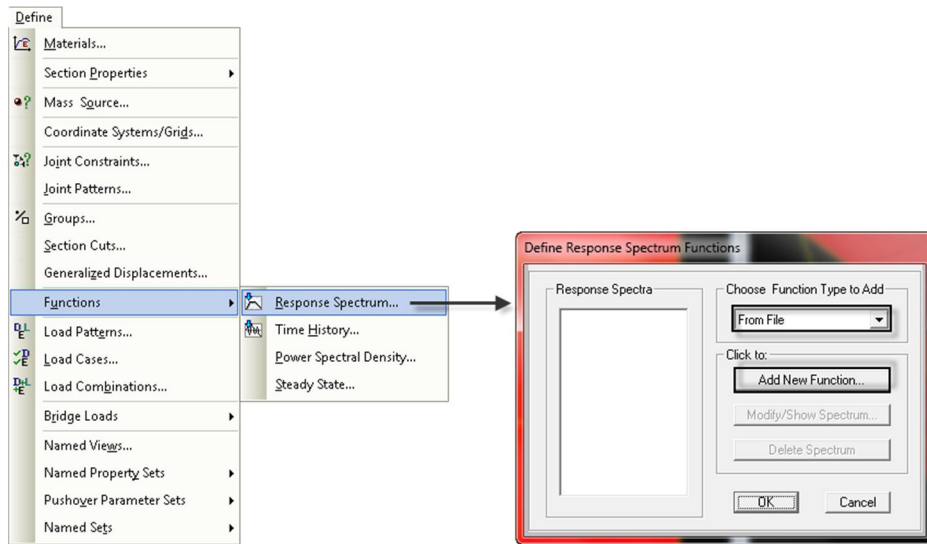 Define
Materials...
Section Properties
Mass Source...
Coordinate Systems/Grids...
Joint Constraints...
Joint Patterns...
Groups...
Section Cuts...
Generalized Displacements...
Functions
Load Patterns...
Load Cases...
Load Combinations...
Bridge Loads
Named Views...
Named Property Sets
Pushover Parameter Sets
Named Sets
Response Spectrum...
Time History...
Power Spectral Density...
Steady State...
Define Response Spectrum Functions
Response Spectra
Choose Function Type to Add
From File
Click to:
Add New Function...
Modify/Show Spectrum...
Delete Spectrum
OK
Cancel